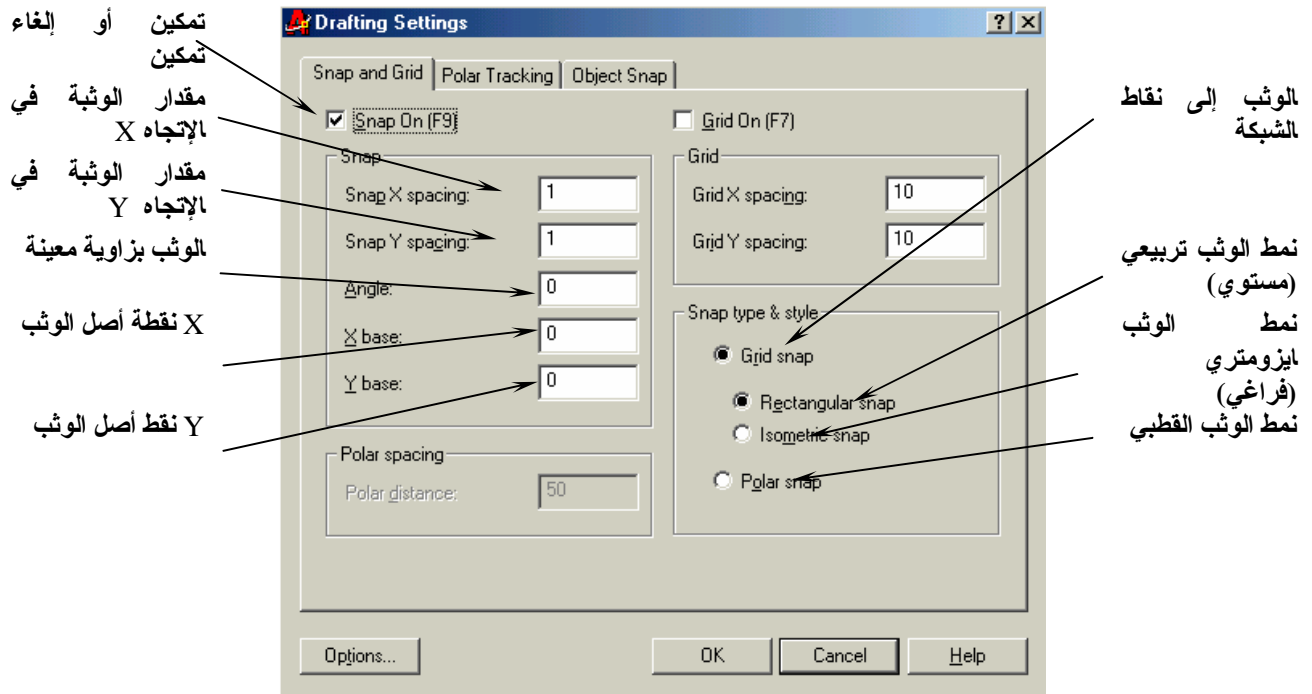 Drafting Settings
Snap and Grid
Polar Tracking
Object Snap
تمكين أو إلغاء
تمكين
مقدار الوثبة في
الإتجاه X
مقدار الوثبة في
الإتجاه Y
الوثب بزاوية معينة
X نقطة أصل الوثب
Y نقط أصل الوثب
Snap On (F9)
Snap
Snap X spacing:
1
Snap Y spacing:
1
Angle:
0
X base:
0
Y base:
0
Polar spacing
Polar distance:
50
Grid On (F7)
Grid
Grid X spacing:
10
Grid Y spacing:
10
Snap type & style
Grid snap
Rectangular snap
Isometric snap
Polar snap
الوثب إلى نقاط
الشبكة
نمط الوثب تربيعي
(مستوي)
نمط الوثب
ايزومتري
(فراغي)
نمط الوثب القطبي
Options...
OK
Cancel
Help